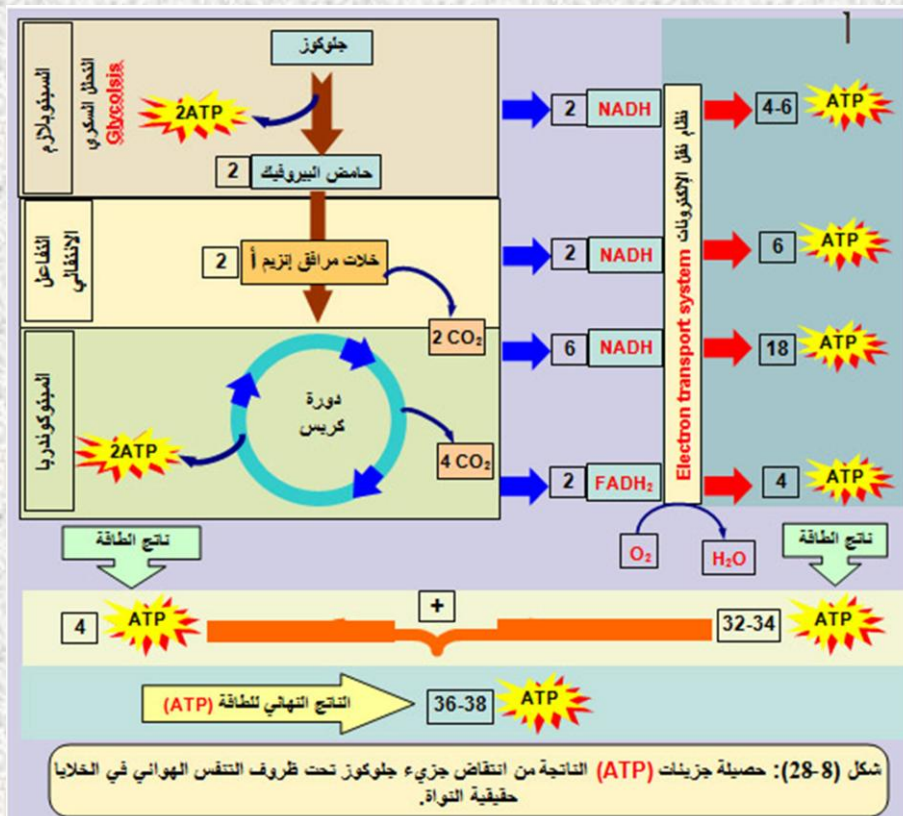 جلوكوز
السيتوبلازم
التحلل السكري
Glycolsis
2ATP
2 NADH
4-6 ATP
2 حامض البيروفيك
التفاعل
الانتقالي
2 خلات مرافق إنزيم أ
2 CO₂
2 NADH
6 ATP
نظام نقل الإلكترونات Electron transport system
6 NADH
18 ATP
الميتوكوندريا
دورة
كربس
2ATP
4 CO₂
2 FADH₂
4 ATP
O₂
H₂O
ناتج الطاقة
ناتج الطاقة
4 ATP
+
32-34 ATP
الناتج النهائي للطاقة (ATP)
36-38 ATP
شكل (8-28): حصيلة جزيئات (ATP) الناتجة من انتقاض جزيء جلوكوز تحت ظروف التنفس الهوائي في الخلايا
حقيقية النواة.